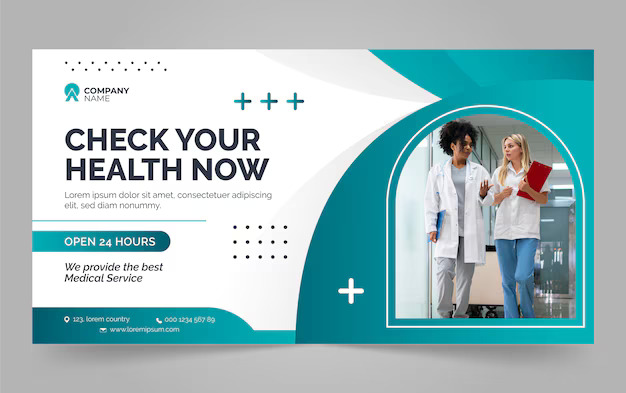 COMPANY
NAME
CHECK YOUR
HEALTH NOW
Lorem ipsum dolor sit amet, consectetuer adipiscing
elit, sed diam nonummy.
OPEN 24 HOURS
We provide the best
Medical Service
123. lorem country
000 1234 567 89
www.loremipsum.com